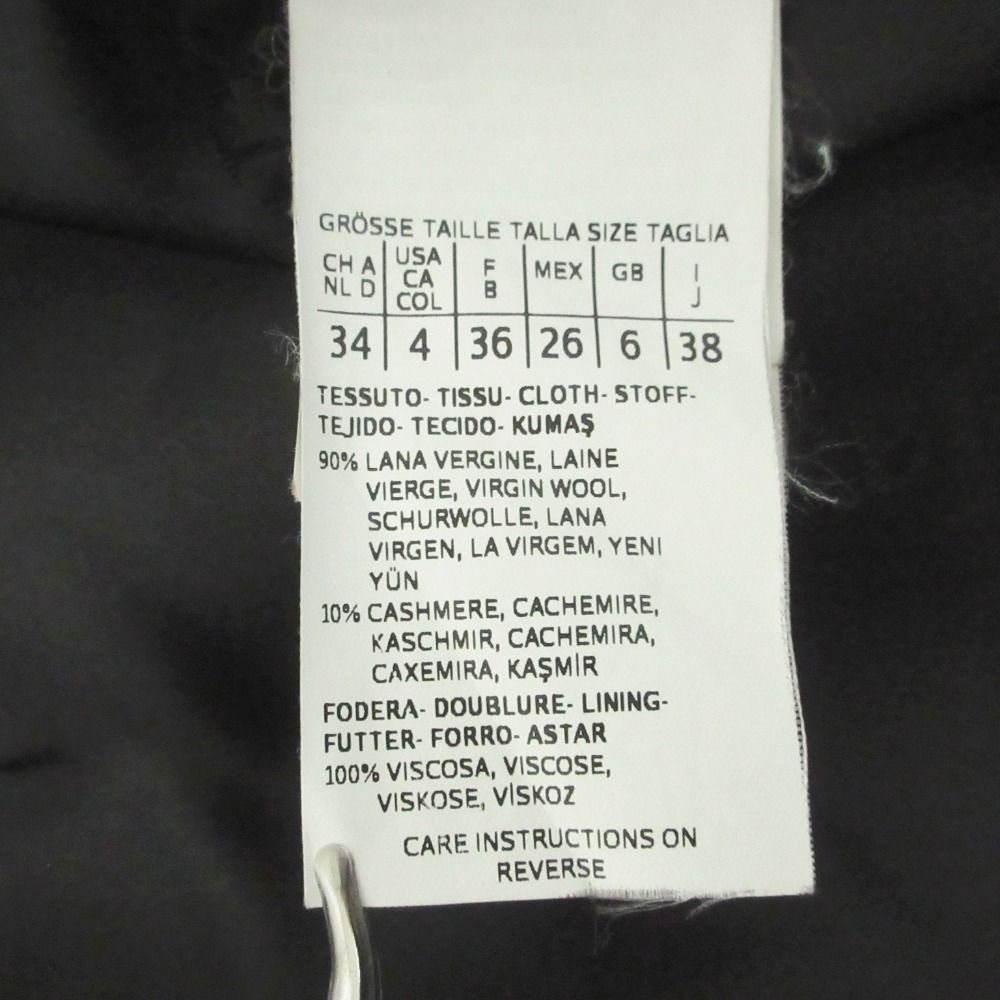 GRÖSSE TAILLE TALLA SIZE TAGLIA
CH A NL D USA CA COL F B MEX GB I J
34 4 36 26 6 38
TESSUTO- TISSU- CLOTH- STOFF-
TEJIDO- TECIDO- KUMAŞ
90% LANA VERGINE, LAINE
VIERGE, VIRGIN WOOL,
SCHURWOLLE, LANA
VIRGEN, LA VIRGEM, YENI
YÜN
10% CASHMERE, CACHEMIRE,
KASCHMIR, CACHEMIRA,
CAXEMIRA, KAŞMİR
FODERA- DOUBLURE- LINING-
FUTTER- FORRO- ASTAR
100% VISCOSA, VISCOSE,
VISKOSE, VİSKOZ
CARE INSTRUCTIONS ON
REVERSE